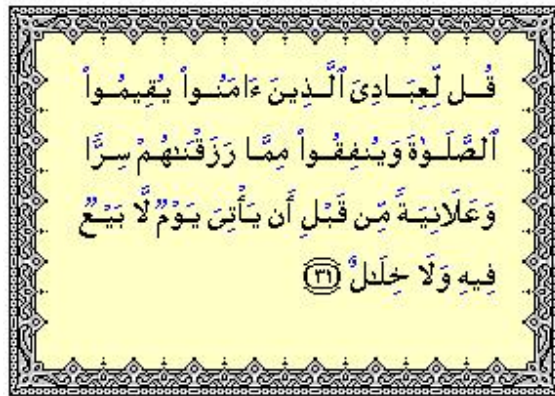 قُل لِّعِبَادِىَ ٱلَّذِينَ ءَامَنُوا۟ يُقِيمُوا۟
ٱلصَّلَوٰةَ وَيُنفِقُوا۟ مِمَّا رَزَقْنَٰهُمْ سِرًّا
وَعَلَانِيَةً مِّن قَبْلِ أَن يَأْتِىَ يَوْمٌ لَّا بَيْعٌ
فِيهِ وَلَا خِلَٰلٌ ٣١